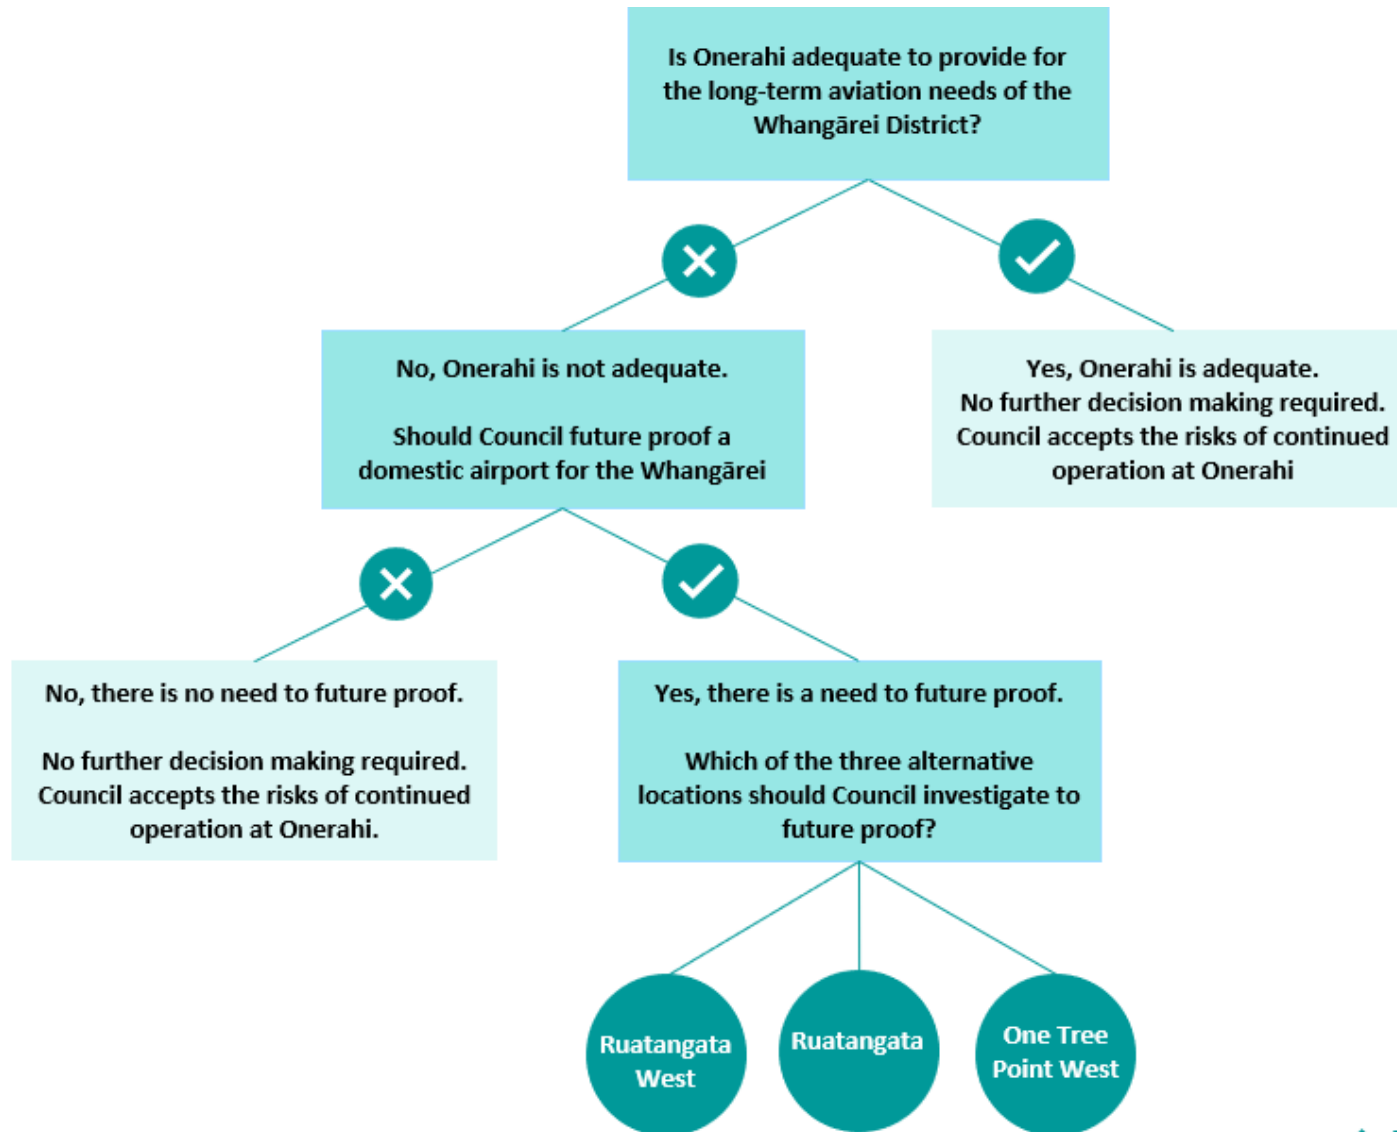 Is Onerahi adequate to provide for
the long-term aviation needs of the
Whangārei District?
No, Onerahi is not adequate.
Should Council future proof a
domestic airport for the Whangārei
Yes, Onerahi is adequate.
No further decision making required.
Council accepts the risks of continued
operation at Onerahi
No, there is no need to future proof.
No further decision making required.
Council accepts the risks of continued
operation at Onerahi.
Yes, there is a need to future proof.
Which of the three alternative
locations should Council investigate to
future proof?
Ruatangata
West
Ruatangata
One Tree
Point West